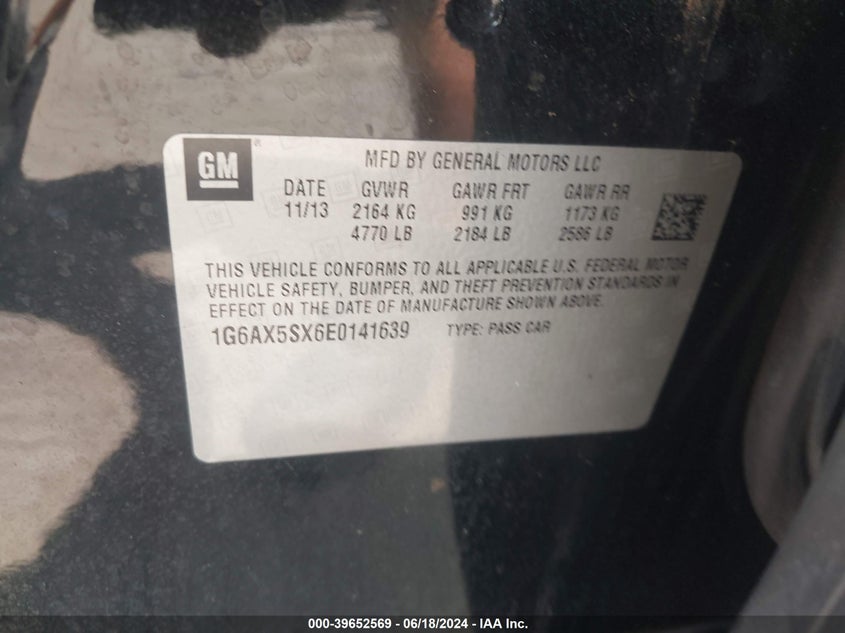 GM
MFD BY GENERAL MOTORS LLC
DATE GVWR GAWR FRT GAWR RR
11/13 2164 KG 991 KG 1173 KG
4770 LB 2184 LB 2586 LB
THIS VEHICLE CONFORMS TO ALL APPLICABLE U.S. FEDERAL MOTOR
VEHICLE SAFETY, BUMPER, AND THEFT PREVENTION STANDARDS IN
EFFECT ON THE DATE OF MANUFACTURE SHOWN ABOVE.
1G6AX5SX6E0141639 TYPE: PASS CAR
000-39652569 - 06/18/2024 - IAA Inc.